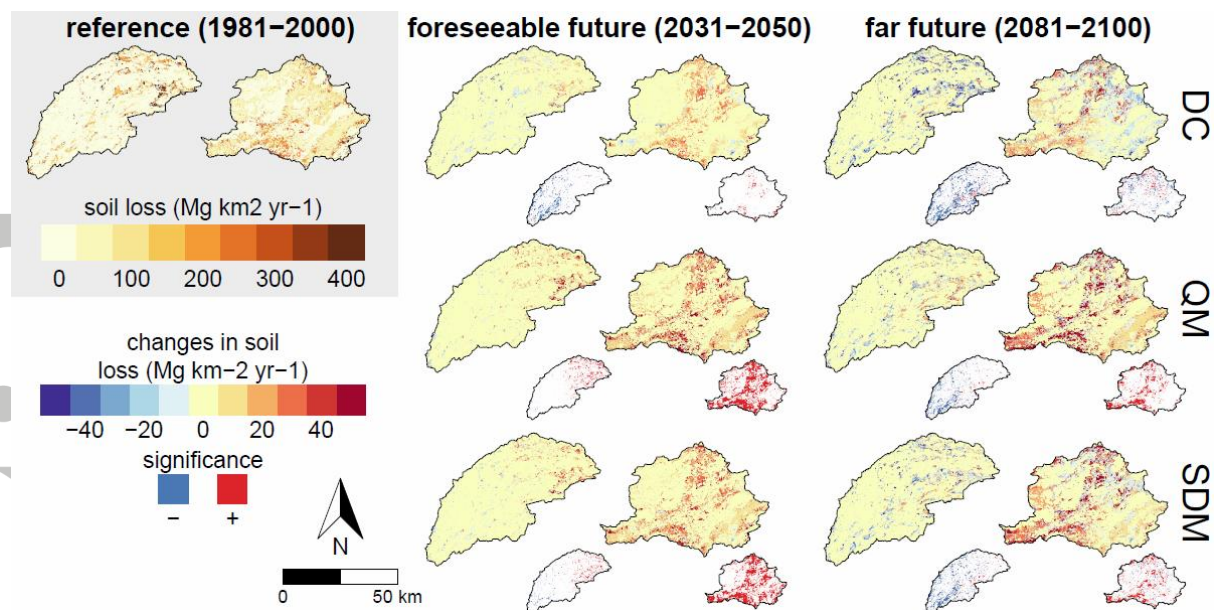 reference (1981−2000)
foreseeable future (2031−2050)
far future (2081−2100)
DC
soil loss (Mg km2 yr−1)
0 100 200 300 400
QM
changes in soil
loss (Mg km−2 yr−1)
−40 −20 0 20 40
significance
− +
N
0 50 km
SDM